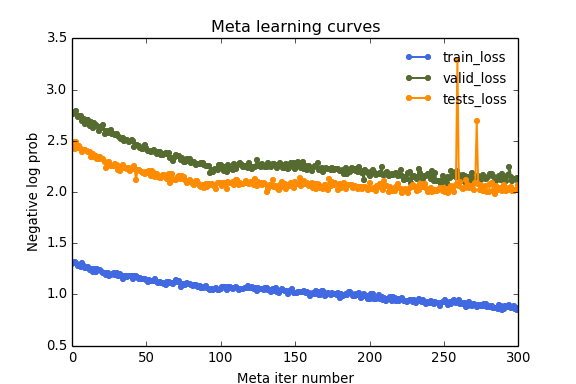 Meta learning curves
3.5
3.0
2.5
2.0
1.5
1.0
0.5
Negative log prob
train_loss
valid_loss
tests_loss
0 50 100 150 200 250 300
Meta iter number